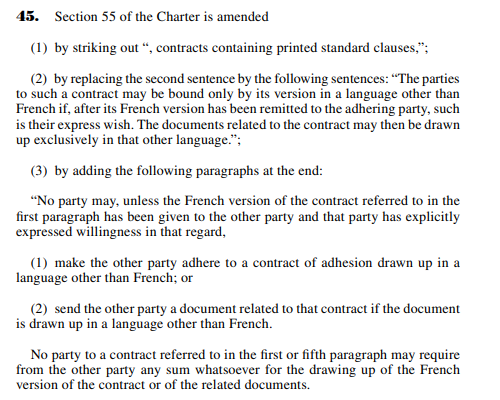 45. Section 55 of the Charter is amended
(1) by striking out “, contracts containing printed standard clauses,”;
(2) by replacing the second sentence by the following sentences: “The parties
to such a contract may be bound only by its version in a language other than
French if, after its French version has been remitted to the adhering party, such
is their express wish. The documents related to the contract may then be drawn
up exclusively in that other language.”;
(3) by adding the following paragraphs at the end:
“No party may, unless the French version of the contract referred to in the
first paragraph has been given to the other party and that party has explicitly
expressed willingness in that regard,
(1) make the other party adhere to a contract of adhesion drawn up in a
language other than French; or
(2) send the other party a document related to that contract if the document
is drawn up in a language other than French.
No party to a contract referred to in the first or fifth paragraph may require
from the other party any sum whatsoever for the drawing up of the French
version of the contract or of the related documents.